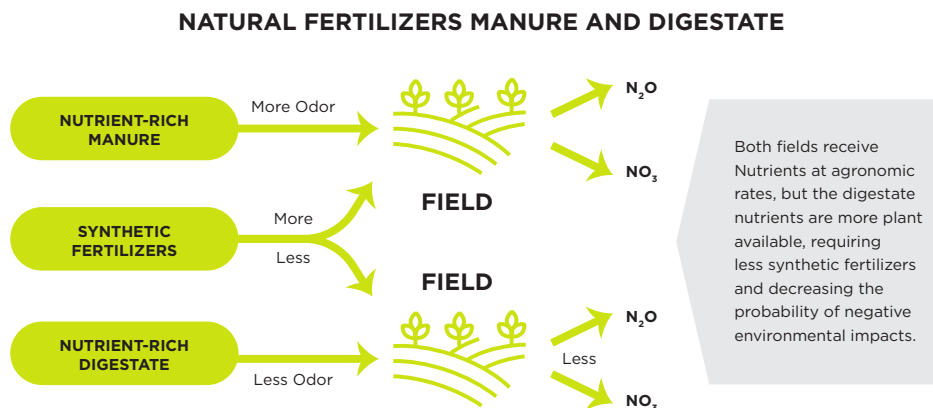 NATURAL FERTILIZERS MANURE AND DIGESTATE
NUTRIENT-RICH
MANURE
More Odor
N₂O
NO₃
FIELD
SYNTHETIC
FERTILIZERS
More
Less
FIELD
NUTRIENT-RICH
DIGESTATE
Less Odor
N₂O
Less
NO₃
Both fields receive
Nutrients at agronomic
rates, but the digestate
nutrients are more plant
available, requiring
less synthetic fertilizers
and decreasing the
probability of negative
environmental impacts.